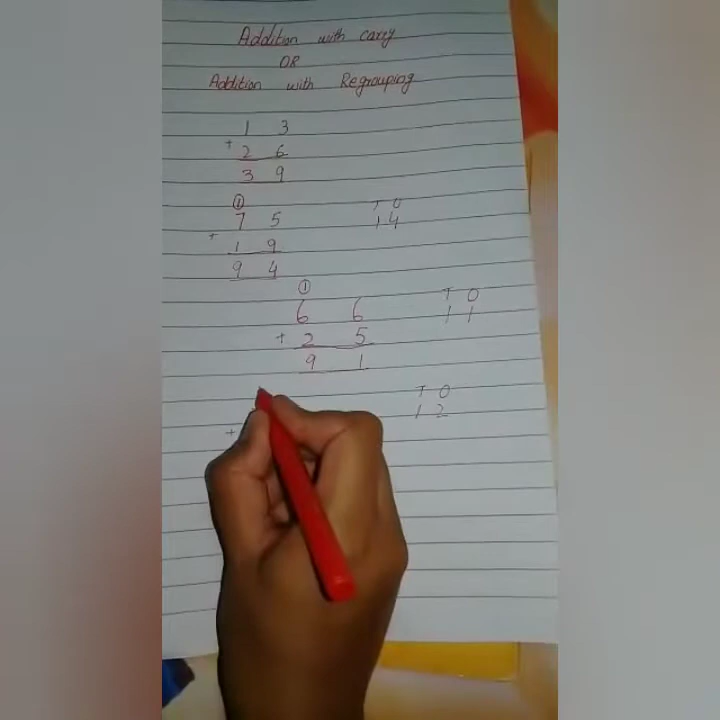 Addition with carry
OR
Addition with Regrouping
1 3
+ 2 6
3 9
1
7 5
+ 1 9
9 4
T O
1 4
1
6 6
+ 2 5
9 1
T O
1 1
+
T O
1 2